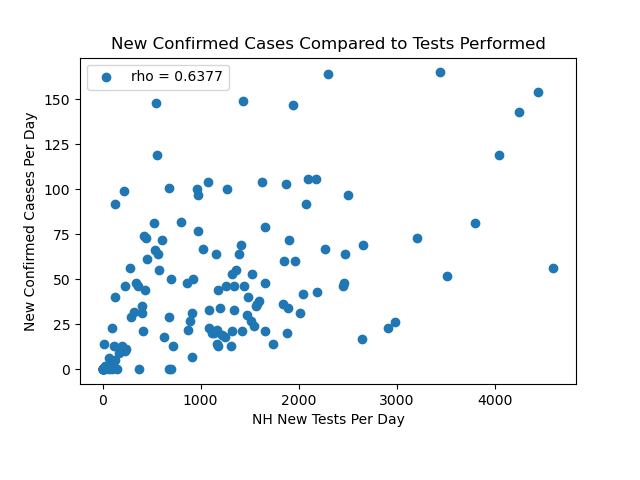 New Confirmed Cases Compared to Tests Performed
rho = 0.6377
150
125
100
75
50
25
0
New Confirmed Caeses Per Day
0 1000 2000 3000 4000
NH New Tests Per Day